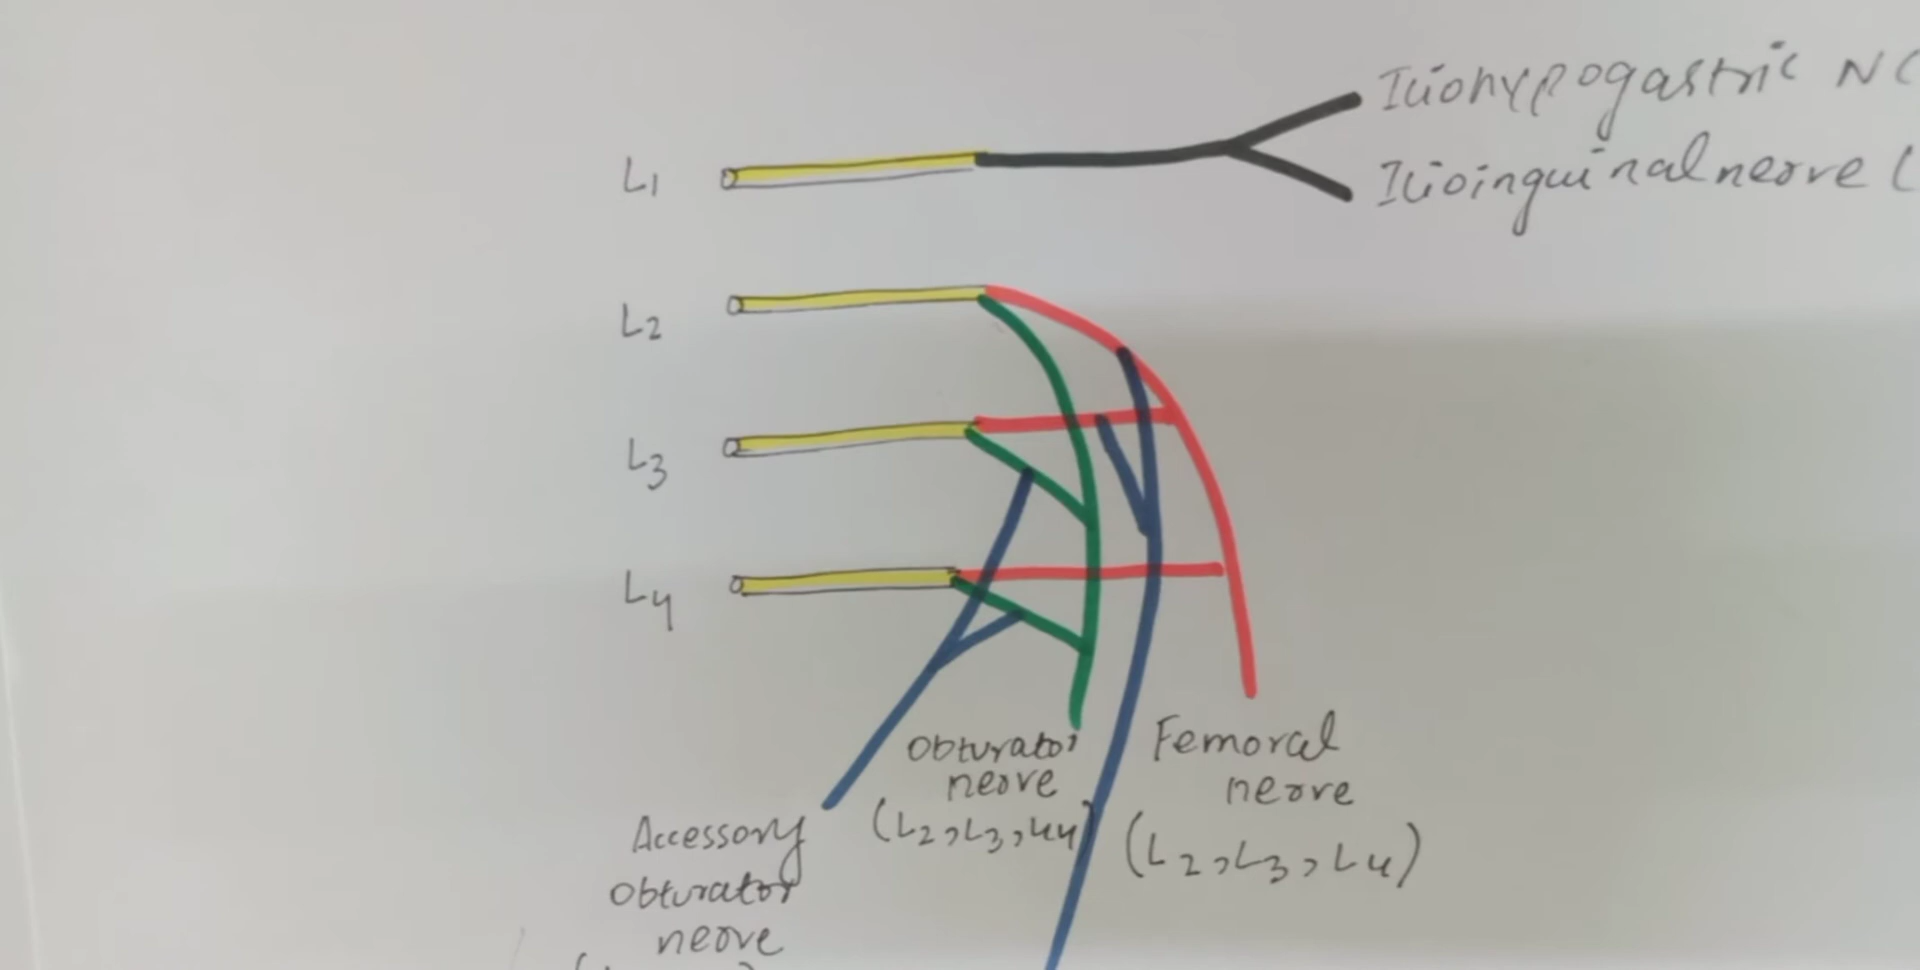 Iliohypogastric N (
L1
Ilioinguinal nerve (
L2
L3
L4
Obturator
nerve
(L2,L3,L4)
Femoral
nerve
(L2,L3,L4)
Accessory
Obturator
nerve